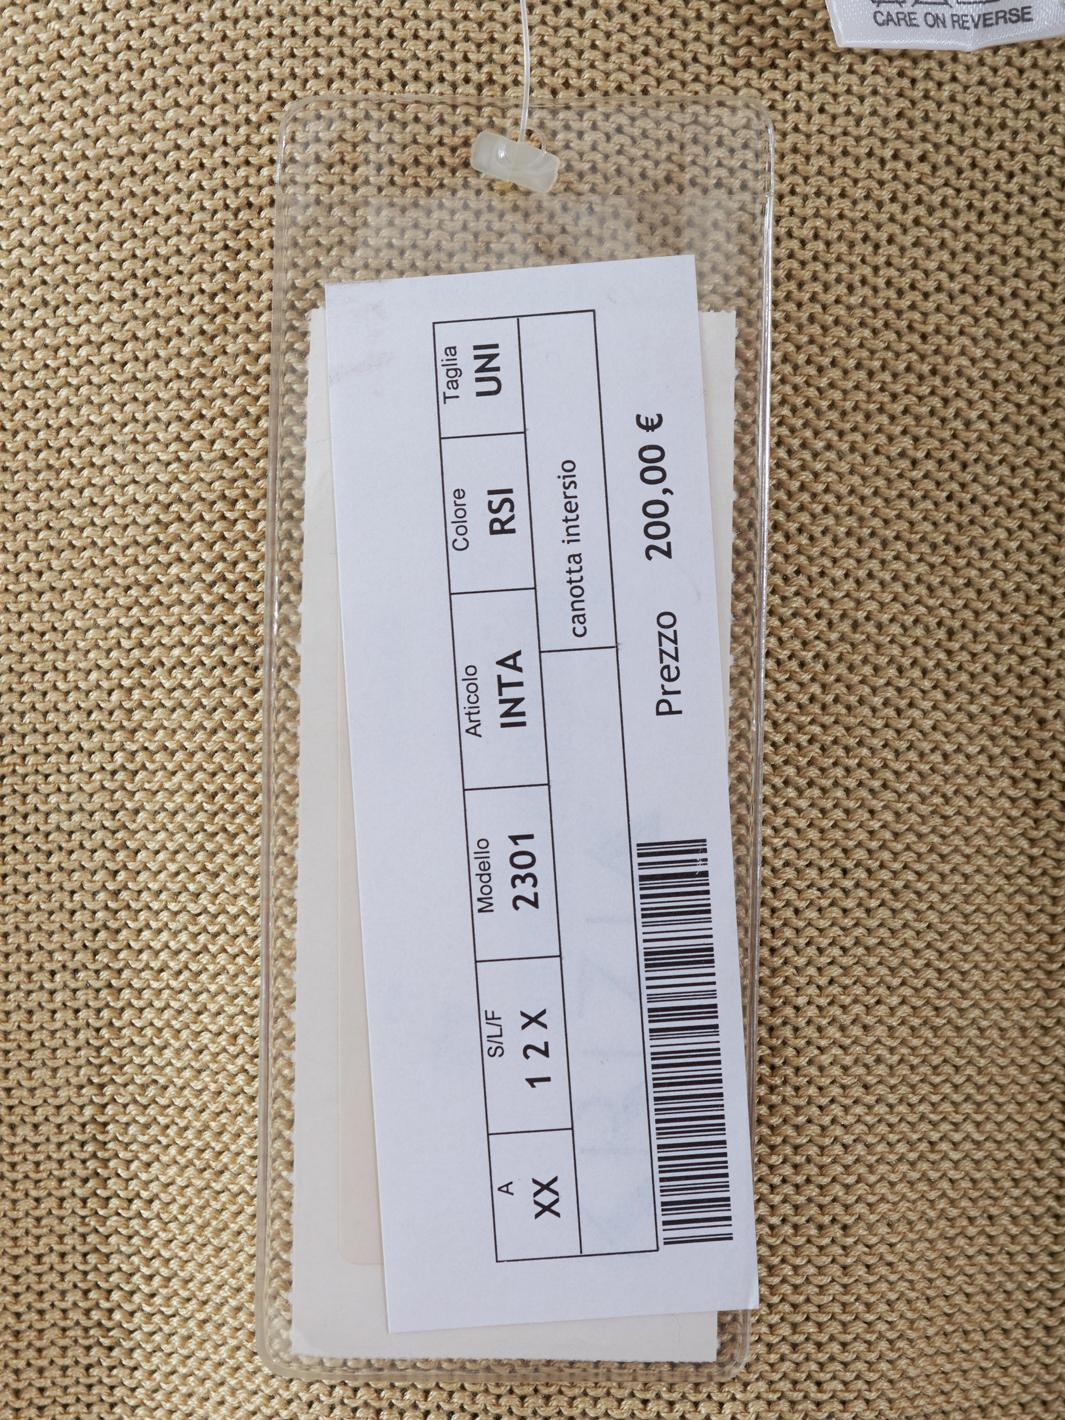 CARE ON REVERSE
A S/L/F Modello Articolo Colore Taglia
XX 1 2 X 2301 INTA RSI UNI
canotta intersio
Prezzo 200,00 €